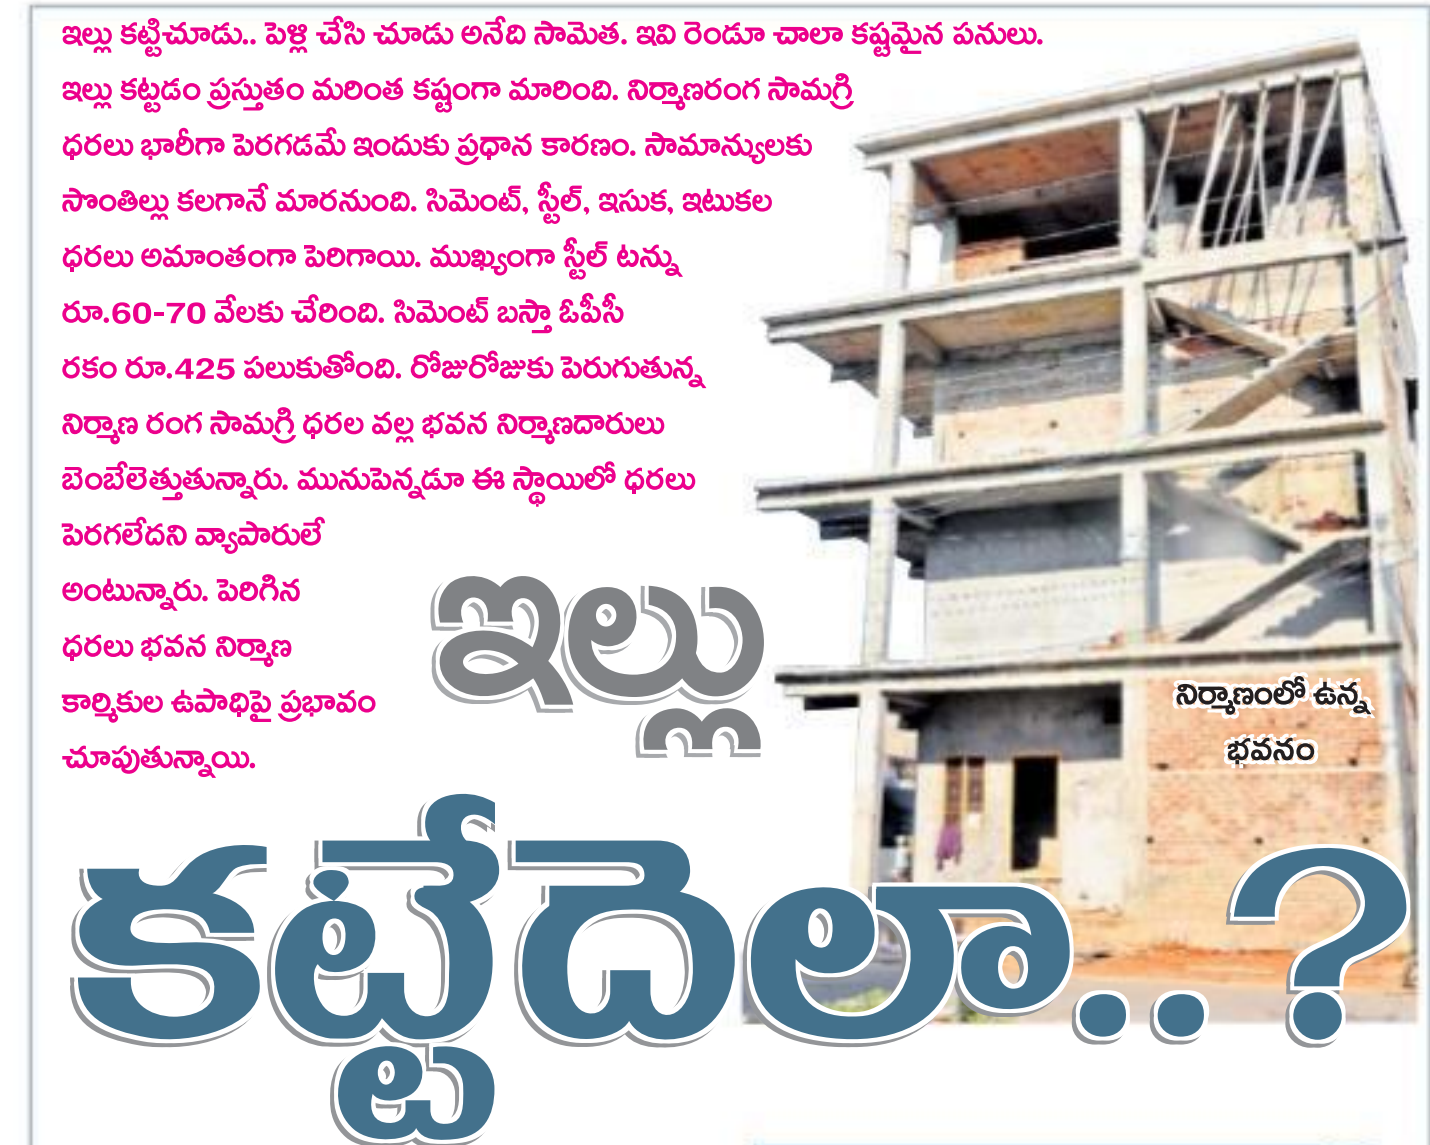 ఇల్లు కట్టిచూడు.. పెళ్లి చేసి చూడు అనేది సామెత. ఇవి రెండూ చాలా కష్టమైన పనులు.
ఇల్లు కట్టడం ప్రస్తుతం మరింత కష్టంగా మారింది. నిర్మాణరంగ సామగ్రి
ధరలు భారీగా పెరగడమే ఇందుకు ప్రధాన కారణం. సామాన్యులకు
సొంతిల్లు కలగానే మారనుంది. సిమెంట్, స్టీల్, ఇసుక, ఇటుకల
ధరలు అమాంతంగా పెరిగాయి. ముఖ్యంగా స్టీల్ టన్ను
రూ.60-70 వేలకు చేరింది. సిమెంట్ బస్తా ఓపీసీ
రకం రూ.425 పలుకుతోంది. రోజురోజుకు పెరుగుతున్న
నిర్మాణ రంగ సామగ్రి ధరల వల్ల భవన నిర్మాణదారులు
బెంబేలెత్తుతున్నారు. మునుపెన్నడూ ఈ స్థాయిలో ధరలు
పెరగలేదని వ్యాపారులే
అంటున్నారు. పెరిగిన
ధరలు భవన నిర్మాణ
కార్మికుల ఉపాధిపై ప్రభావం
చూపుతున్నాయి.
ఇల్లు
కట్టేదెలా..?
నిర్మాణంలో ఉన్న
భవనం